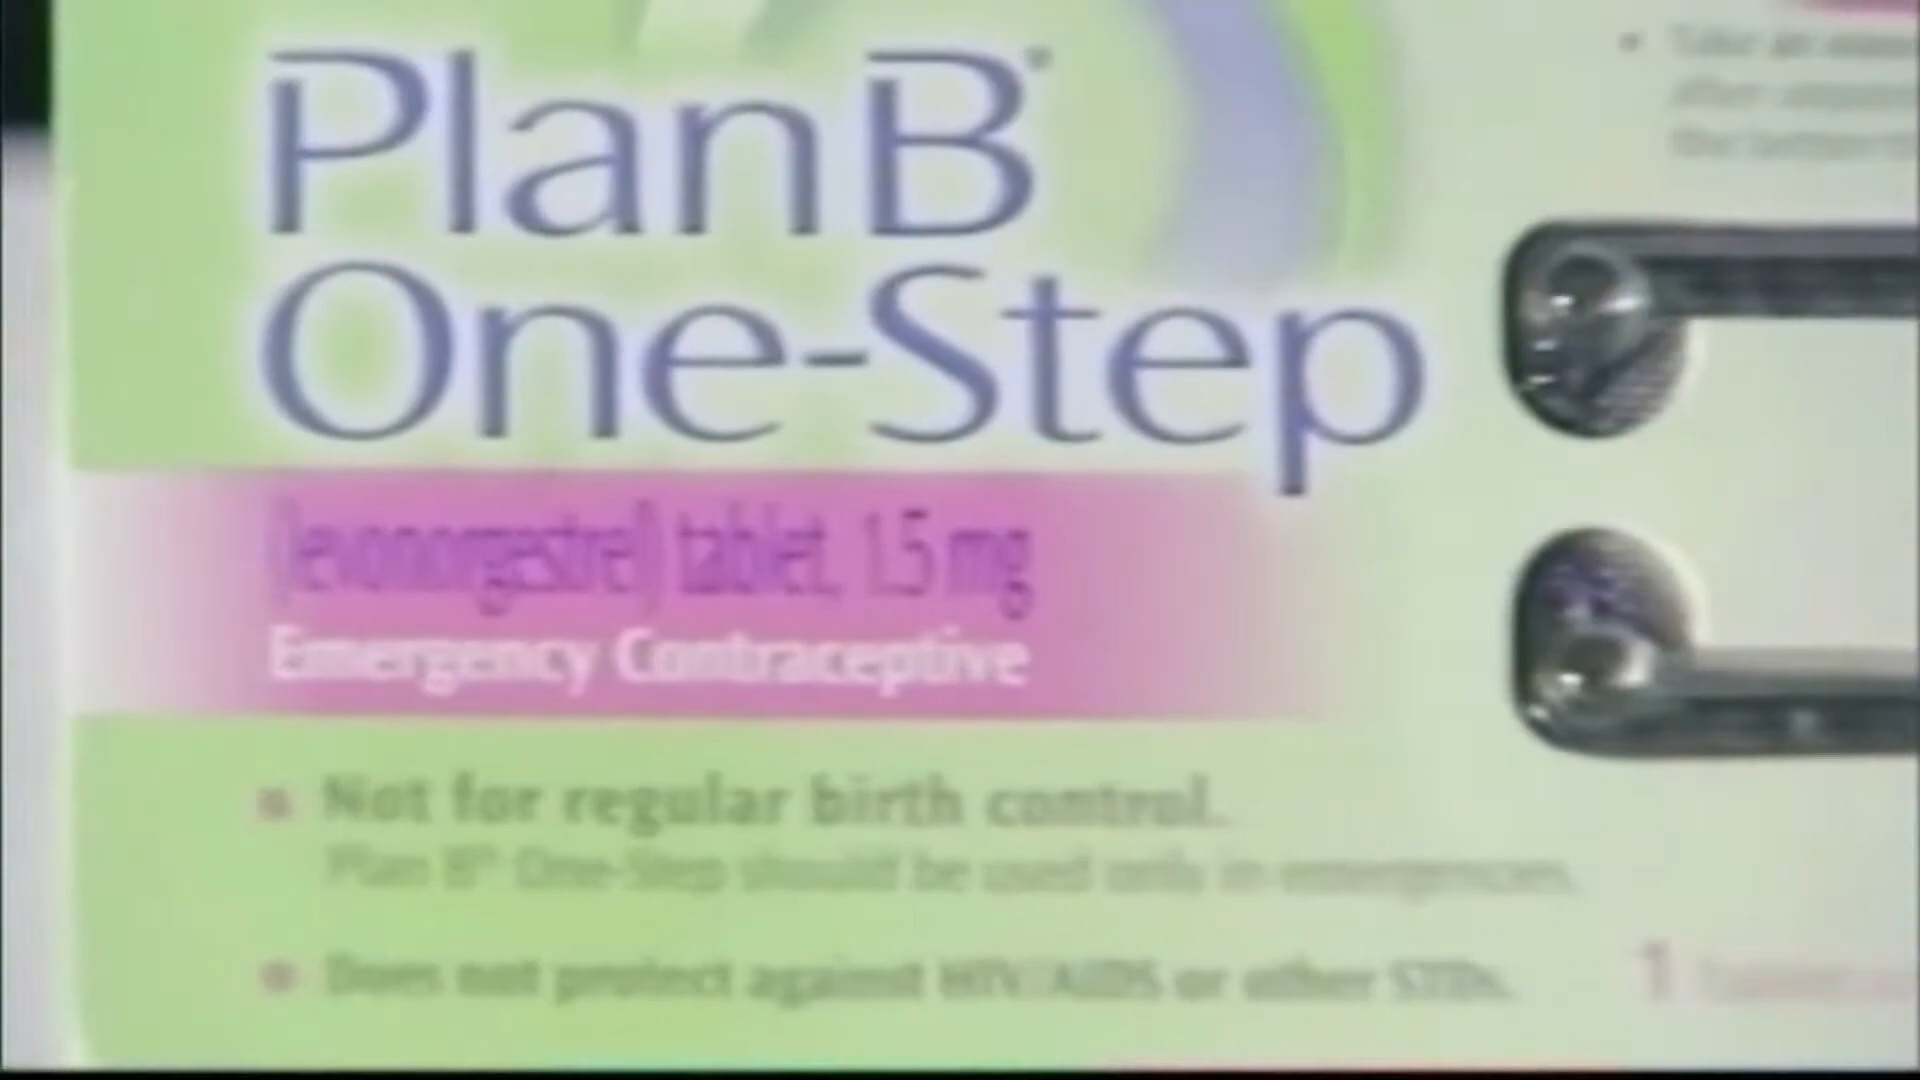 Plan B®
One-Step
(levonorgestrel) tablet, 1.5 mg
Emergency Contraceptive
Not for regular birth control.
Plan B® One-Step should be used only in emergencies.
Does not protect against HIV/AIDS or other STDs.
1